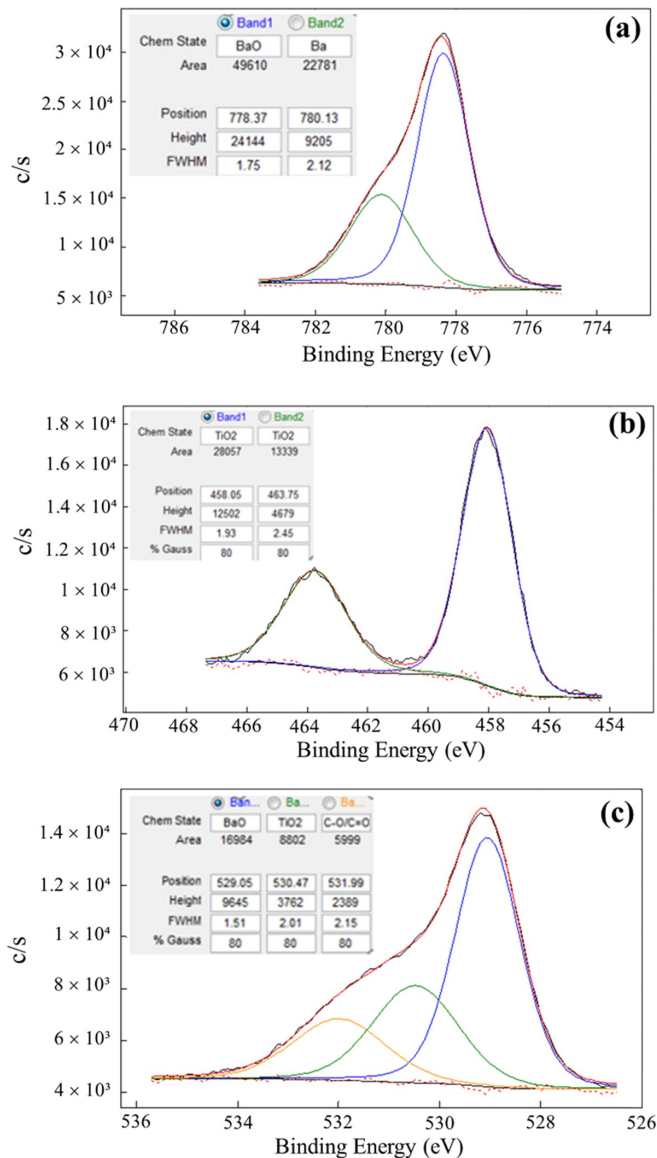 (a)
Band1 Band2
Chem State BaO Ba
Area 49610 22781
Position 778.37 780.13
Height 24144 9205
FWHM 1.75 2.12
c/s
3 × 10⁴
2.5 × 10⁴
2 × 10⁴
1.5 × 10⁴
1 × 10⁴
5 × 10³
786 784 782 780 778 776 774
Binding Energy (eV)
(b)
Band1 Band2
Chem State TiO2 TiO2
Area 28057 13339
Position 458.05 463.75
Height 12502 4679
FWHM 1.93 2.45
% Gauss 80 80
c/s
1.8 × 10⁴
1.6 × 10⁴
1.4 × 10⁴
1.2 × 10⁴
1 × 10⁴
8 × 10³
6 × 10³
470 468 466 464 462 460 458 456 454
Binding Energy (eV)
(c)
Ban... Ba... Ba...
Chem State BaO TiO2 C-O/C=O
Area 16984 8802 5999
Position 529.05 530.47 531.99
Height 9645 3762 2389
FWHM 1.51 2.01 2.15
% Gauss 80 80 80
c/s
1.4 × 10⁴
1.2 × 10⁴
1 × 10⁴
8 × 10³
6 × 10³
4 × 10³
536 534 532 530 528 526
Binding Energy (eV)